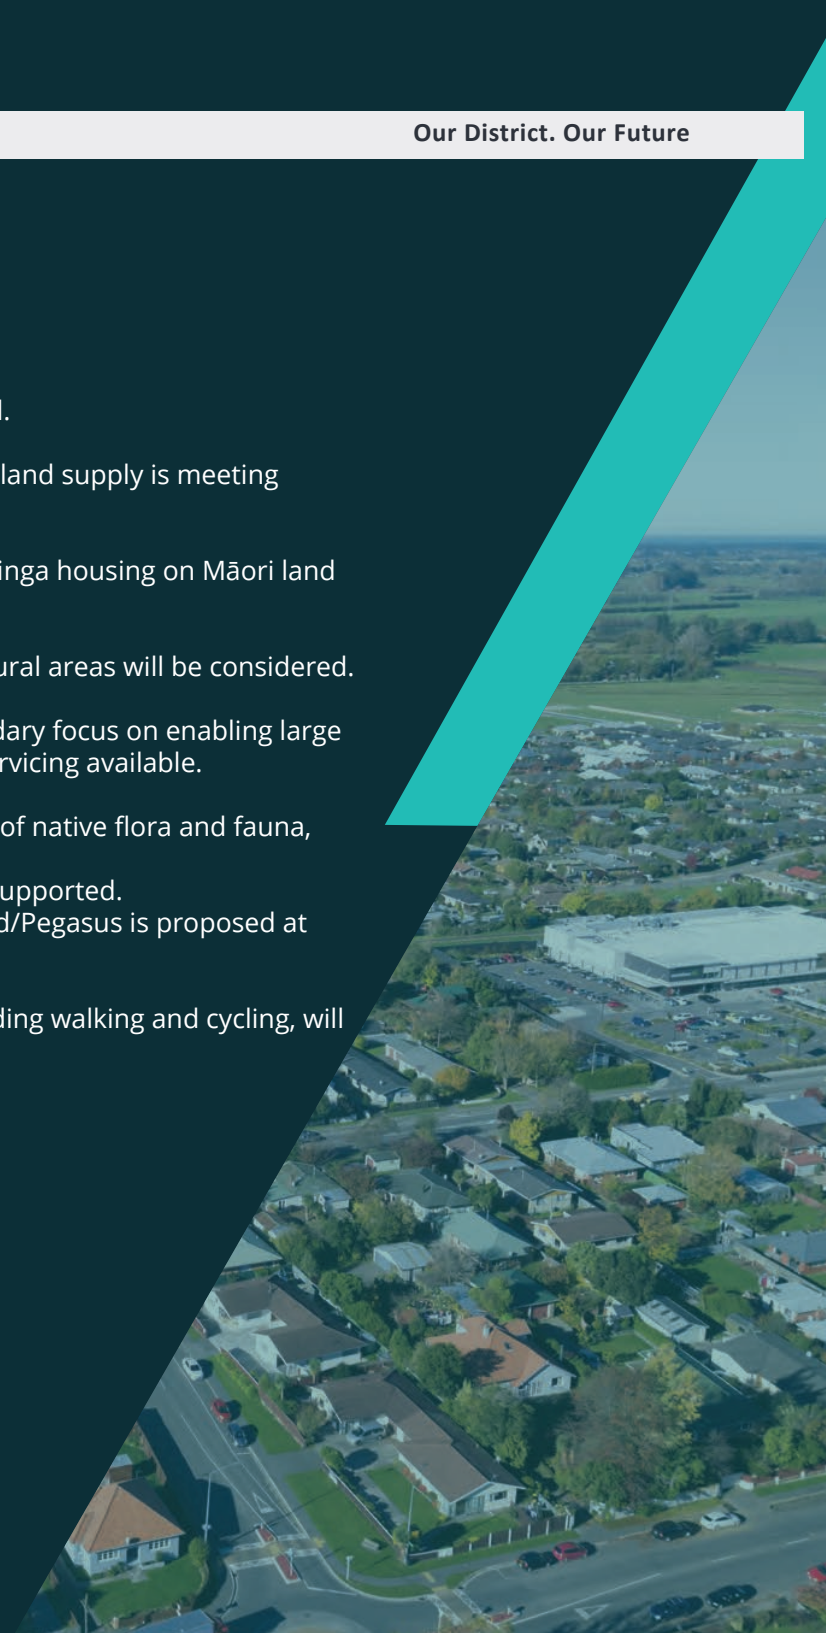 Our District. Our Future
land supply is meeting
inga housing on Māori land
ural areas will be considered.
dary focus on enabling large
rvicing available.
of native flora and fauna,
upported.
d/Pegasus is proposed at
ding walking and cycling, will